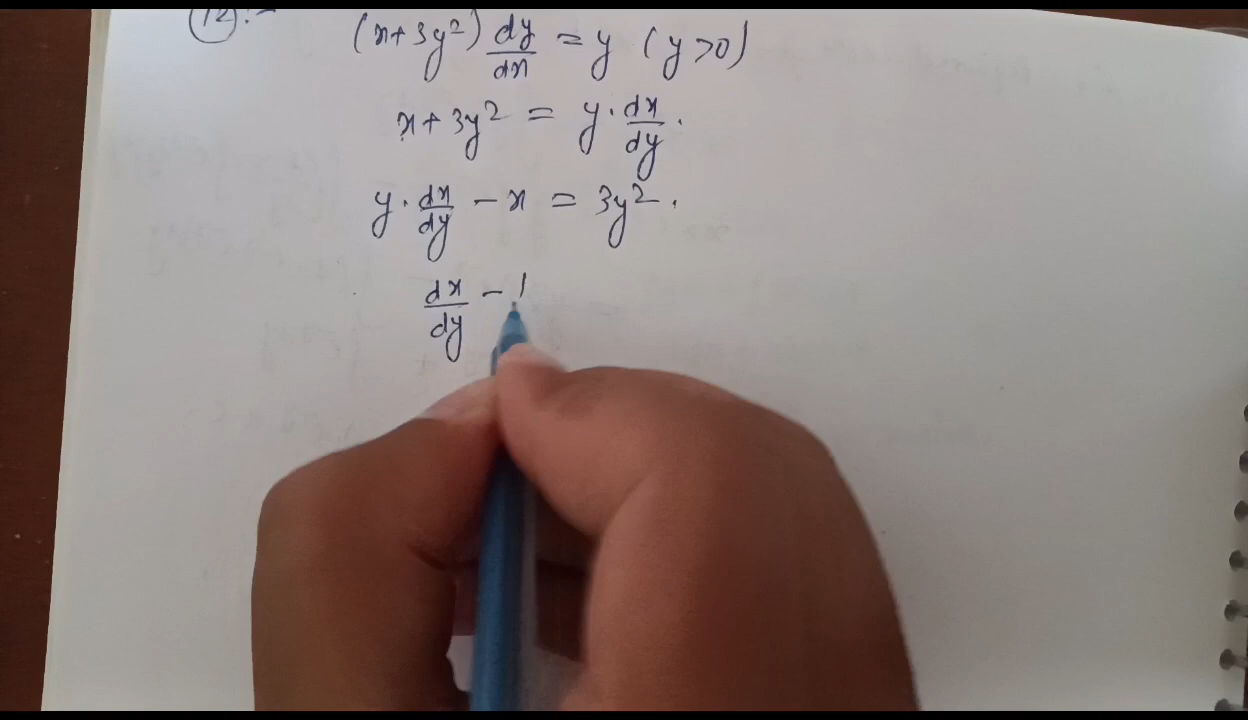 (12):-
(x+3y²) dy/dx = y (y>0)
x+3y² = y· dx/dy.
y· dx/dy - x = 3y².
dx/dy - 1